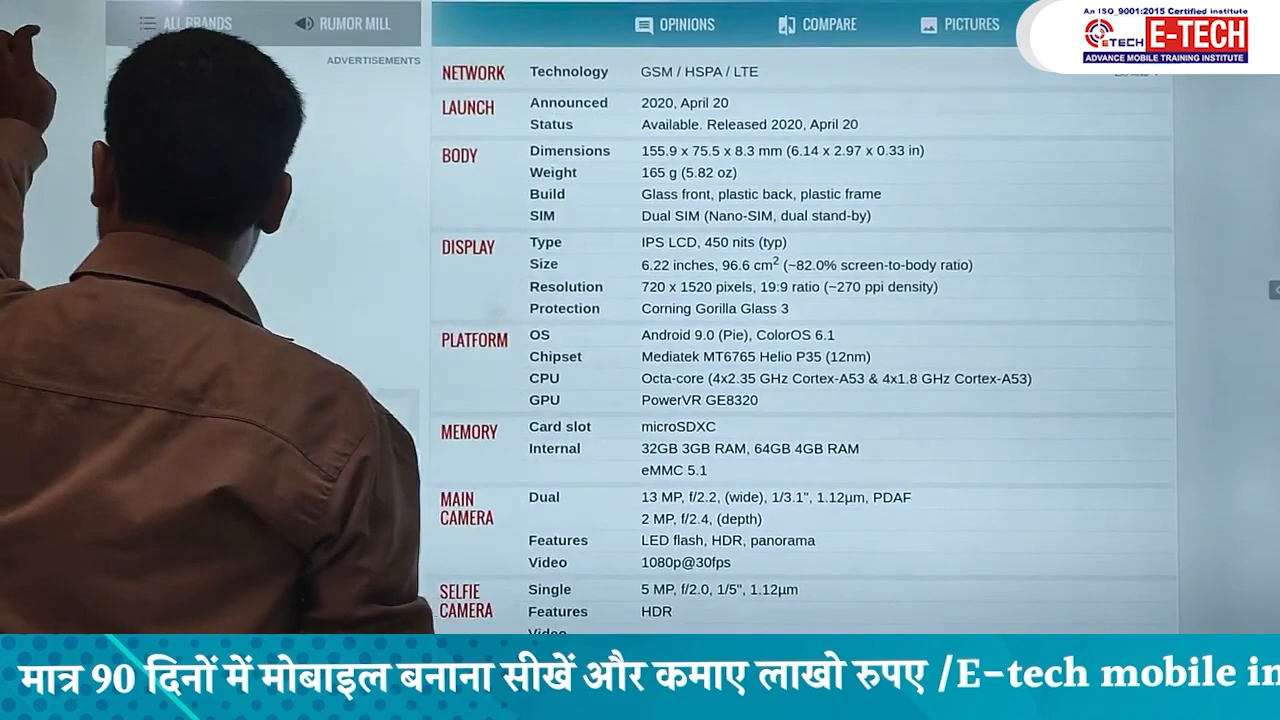 ALL BRANDS RUMOR MILL OPINIONS COMPARE PICTURES
An ISO_9001:2015 Certified institute
ETECH E-TECH
ADVANCE MOBILE TRAINING INSTITUTE
ADVERTISEMENTS
NETWORK Technology GSM / HSPA / LTE
LAUNCH Announced 2020, April 20
Status Available. Released 2020, April 20
BODY Dimensions 155.9 x 75.5 x 8.3 mm (6.14 x 2.97 x 0.33 in)
Weight 165 g (5.82 oz)
Build Glass front, plastic back, plastic frame
SIM Dual SIM (Nano-SIM, dual stand-by)
DISPLAY Type IPS LCD, 450 nits (typ)
Size 6.22 inches, 96.6 cm2 (~82.0% screen-to-body ratio)
Resolution 720 x 1520 pixels, 19:9 ratio (~270 ppi density)
Protection Corning Gorilla Glass 3
PLATFORM OS Android 9.0 (Pie), ColorOS 6.1
Chipset Mediatek MT6765 Helio P35 (12nm)
CPU Octa-core (4x2.35 GHz Cortex-A53 & 4x1.8 GHz Cortex-A53)
GPU PowerVR GE8320
MEMORY Card slot microSDXC
Internal 32GB 3GB RAM, 64GB 4GB RAM
eMMC 5.1
MAIN CAMERA Dual 13 MP, f/2.2, (wide), 1/3.1", 1.12µm, PDAF
2 MP, f/2.4, (depth)
Features LED flash, HDR, panorama
Video 1080p@30fps
SELFIE CAMERA Single 5 MP, f/2.0, 1/5", 1.12µm
Features HDR
Video
मात्र 90 दिनों में मोबाइल बनाना सीखें और कमाए लाखो रुपए /E-tech mobile in